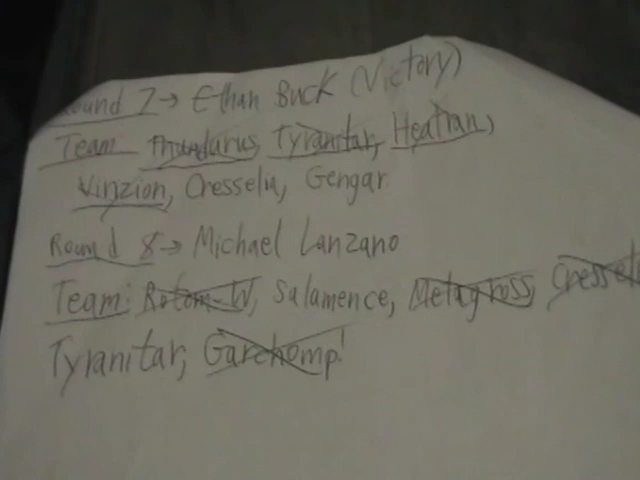 Round 7→ Ethan Buck (Victory)
Team Thundurus, Tyranitar, Heatran,
Virizion, Cresselia, Gengar
Round 8→ Michael Lanzano
Team: Rotom-W, Salamence, Metagross, Cresseli
Tyranitar, Garchomp!